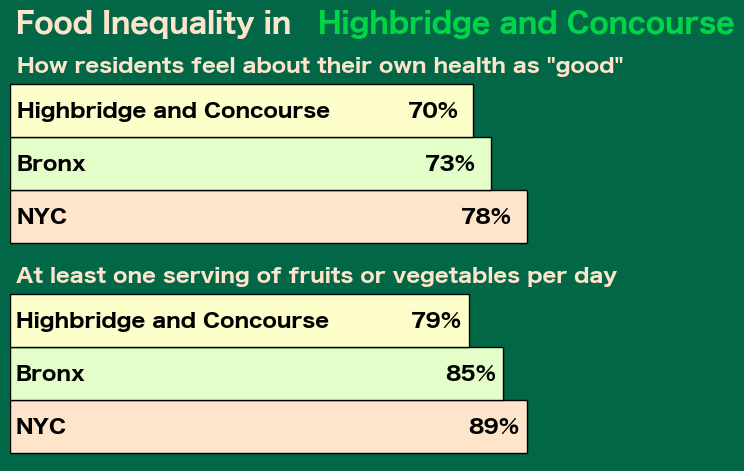 Food Inequality in Highbridge and Concourse
How residents feel about their own health as "good"
Highbridge and Concourse 70%
Bronx 73%
NYC 78%
At least one serving of fruits or vegetables per day
Highbridge and Concourse 79%
Bronx 85%
NYC 89%